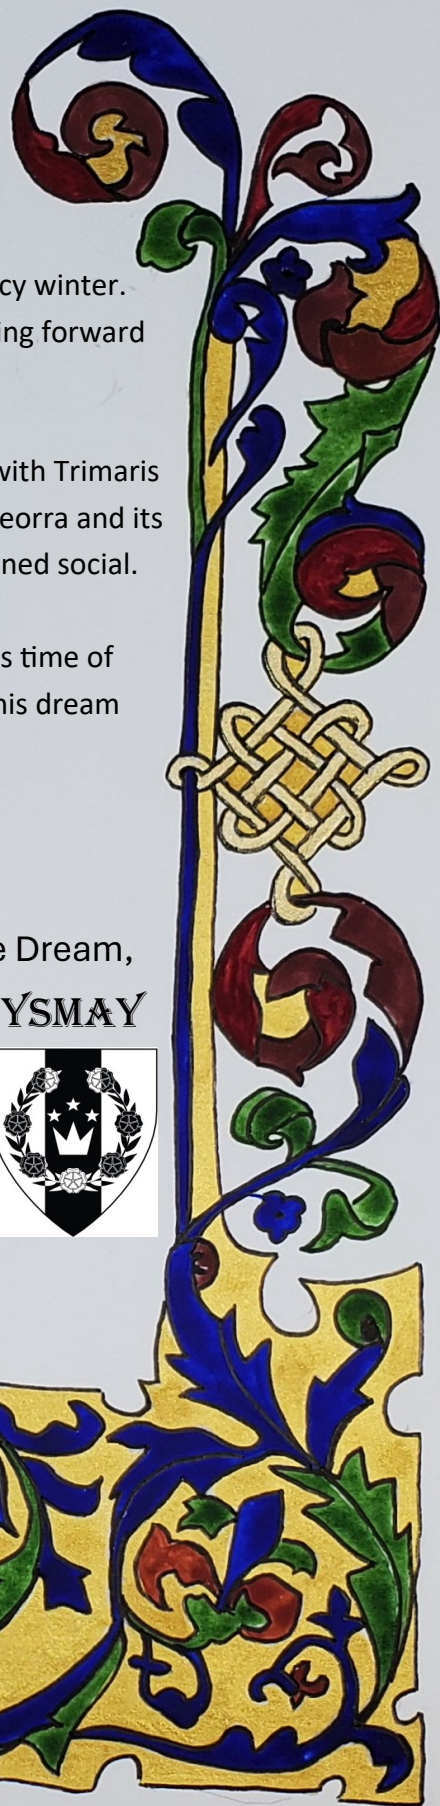 cy winter.
ing forward
with Trimaris
eorra and its
ned social.
s time of
his dream
e Dream,
YSMAY